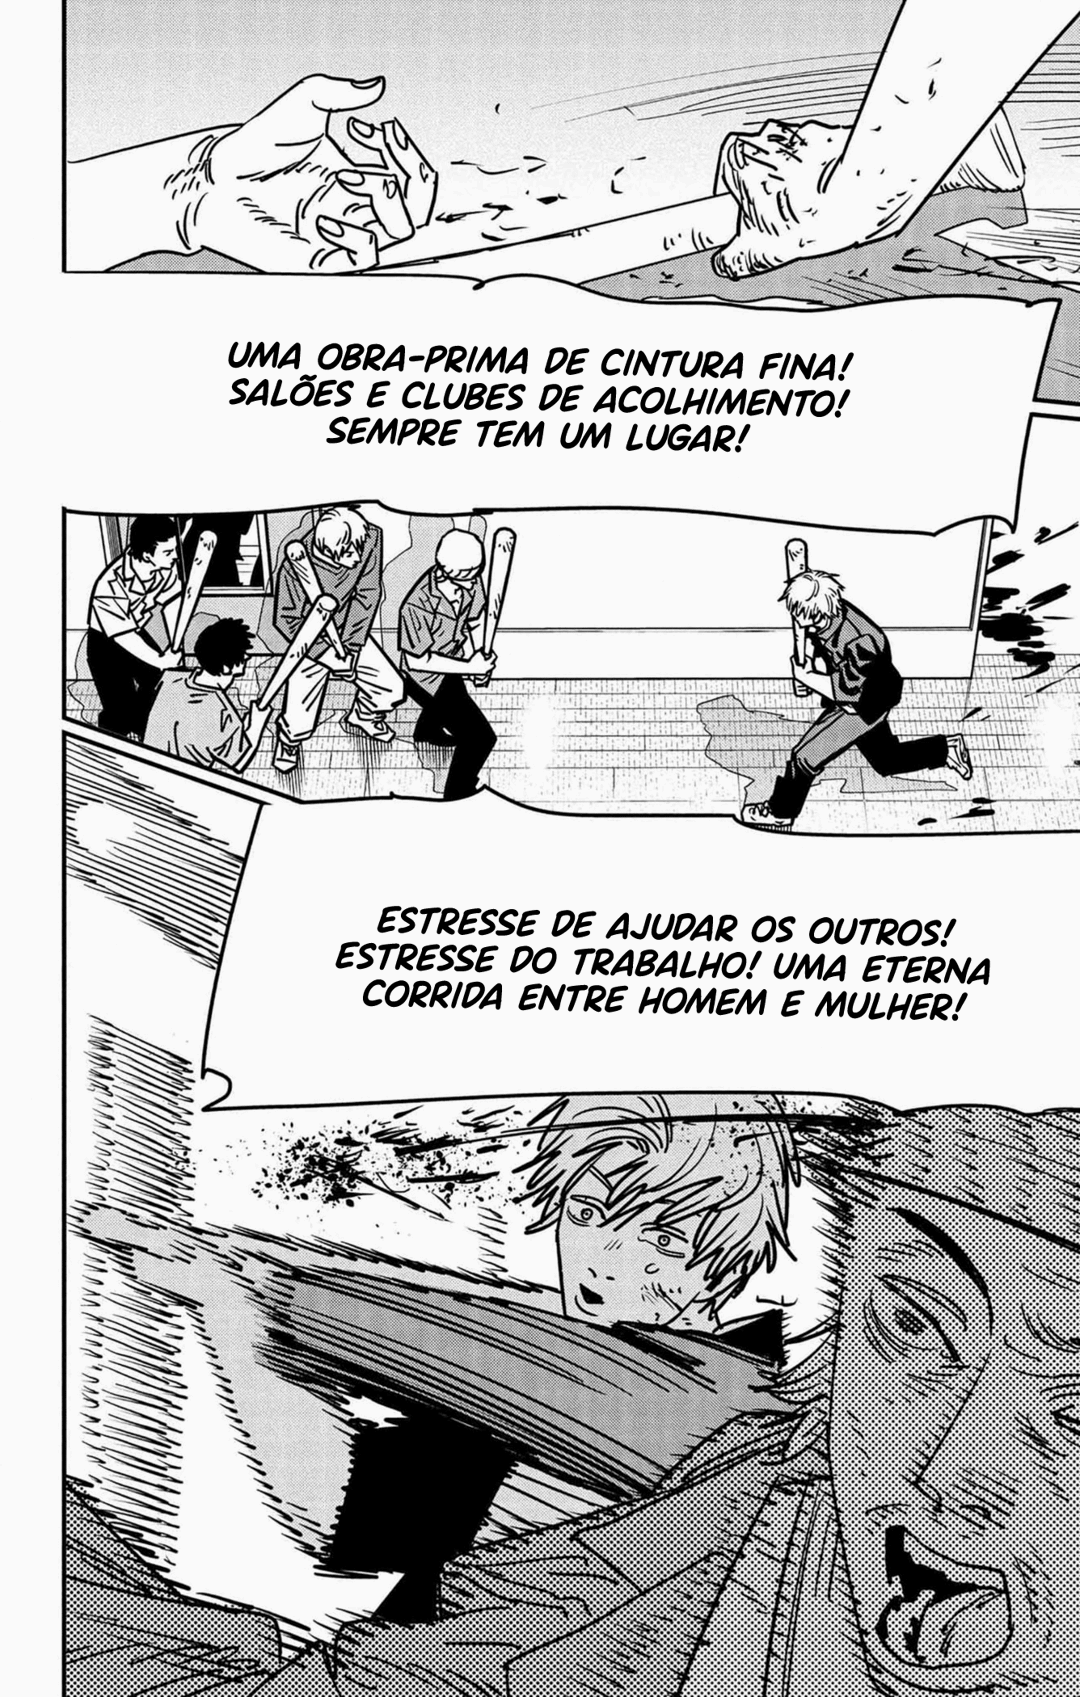 UMA OBRA-PRIMA DE CINTURA FINA!
SALÕES E CLUBES DE ACOLHIMENTO!
SEMPRE TEM UM LUGAR!
ESTRESSE DE AJUDAR OS OUTROS!
ESTRESSE DO TRABALHO! UMA ETERNA
CORRIDA ENTRE HOMEM E MULHER!